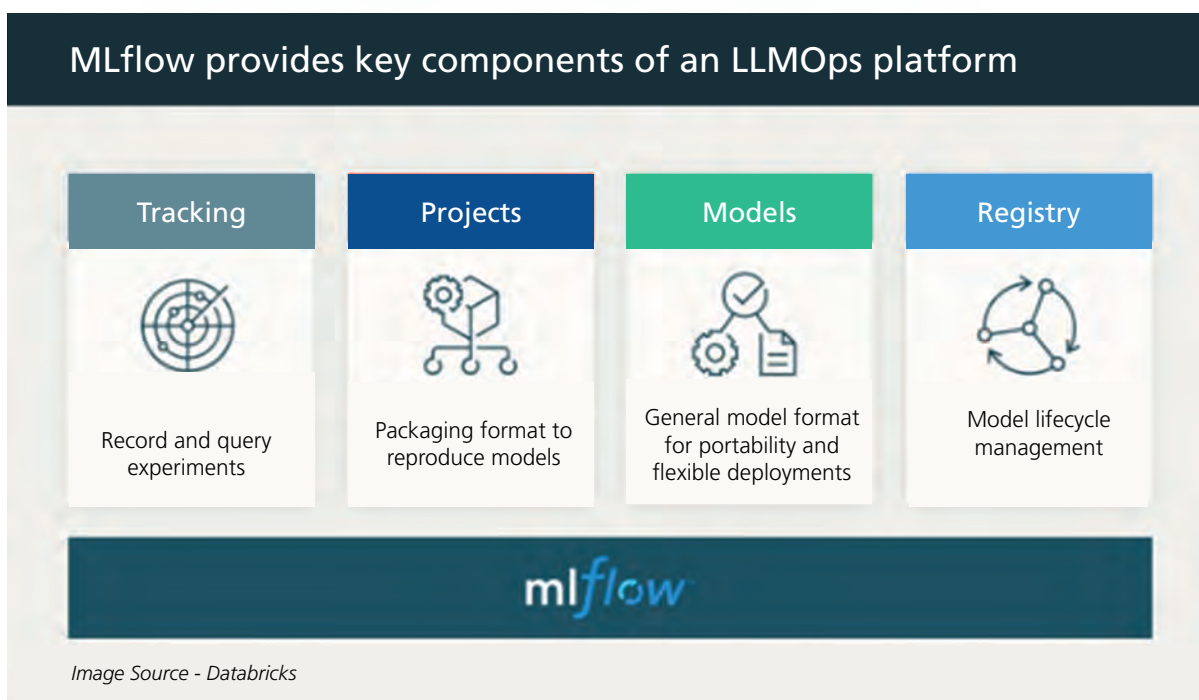 MLflow provides key components of an LLMOps platform
Tracking
Record and query
experiments
Projects
Packaging format to
reproduce models
Models
General model format
for portability and
flexible deployments
Registry
Model lifecycle
management
mlflow
Image Source - Databricks